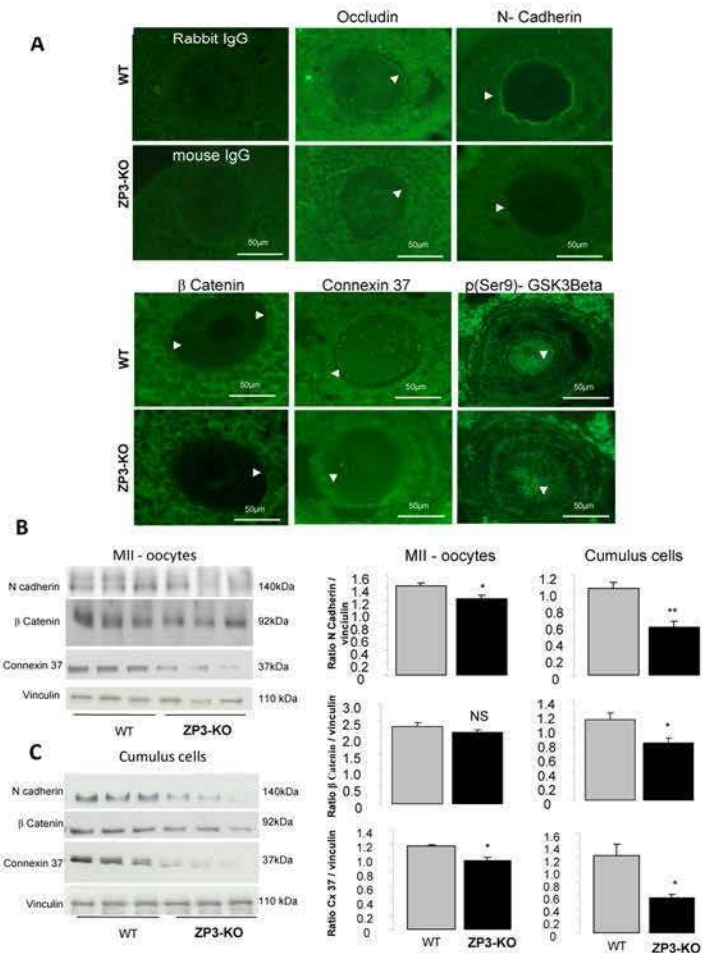 A
Occludin
N- Cadherin
Rabbit IgG
WT
mouse IgG
ZP3-KO
50µm
50µm
50µm
β Catenin
Connexin 37
p(Ser9)- GSK3Beta
WT
50µm
50µm
50µm
ZP3-KO
50µm
50µm
50µm
B
MII - oocytes
N cadherin
140kDa
β Catenin
92kDa
Connexin 37
37kDa
Vinculin
110 kDa
WT
ZP3-KO
C
Cumulus cells
N cadherin
140kDa
β Catenin
92kDa
Connexin 37
37kDa
Vinculin
110 kDa
WT
ZP3-KO
MII - oocytes
Cumulus cells
Ratio N Cadherin / vinciulin
1.6
1.4
1.2
1.0
0.8
0.6
0.4
0.2
0
*
1.2
1.0
0.8
0.6
0.4
0.2
0
**
Ratio β Catenin / vinculin
3.0
2.5
2.0
1.5
1.0
0.5
0
NS
1.2
1.0
0.8
0.6
0.4
0.2
0
*
Ratio Cx 37 / vinculin
1.4
1.2
1.0
0.8
0.6
0.4
0.2
0
*
WT
ZP3-KO
1.4
1.2
1.0
0.8
0.6
0.4
0.2
0
*
WT
ZP3-KO